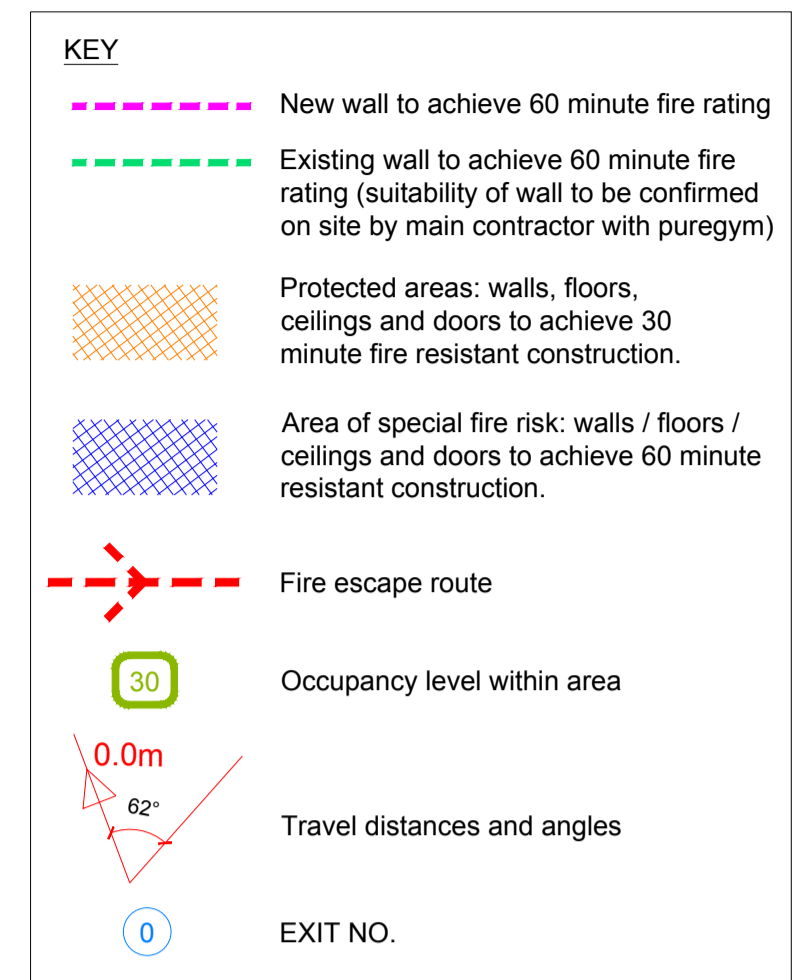 KEY
New wall to achieve 60 minute fire rating
Existing wall to achieve 60 minute fire
rating (suitability of wall to be confirmed
on site by main contractor with puregym)
Protected areas: walls, floors,
ceilings and doors to achieve 30
minute fire resistant construction.
Area of special fire risk: walls / floors /
ceilings and doors to achieve 60 minute
resistant construction.
Fire escape route
30
Occupancy level within area
0.0m
62°
Travel distances and angles
0
EXIT NO.